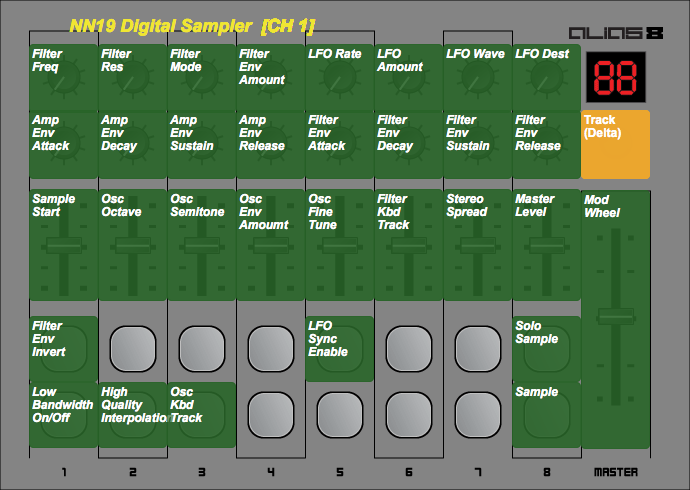 NN19 Digital Sampler [CH 1]
ALIAS 8
Filter Freq
Filter Res
Filter Mode
Filter Env Amount
LFO Rate
LFO Amount
LFO Wave
LFO Dest
88
Amp Env Attack
Amp Env Decay
Amp Env Sustain
Amp Env Release
Filter Env Attack
Filter Env Decay
Filter Env Sustain
Filter Env Release
Track (Delta)
Sample Start
Osc Octave
Osc Semitone
Osc Env Amoumt
Osc Fine Tune
Filter Kbd Track
Stereo Spread
Master Level
Mod Wheel
Filter Env Invert
LFO Sync Enable
Solo Sample
Low Bandwidth On/Off
High Quality Interpolatio
Osc Kbd Track
Sample
1 2 3 4 5 6 7 8 MASTER